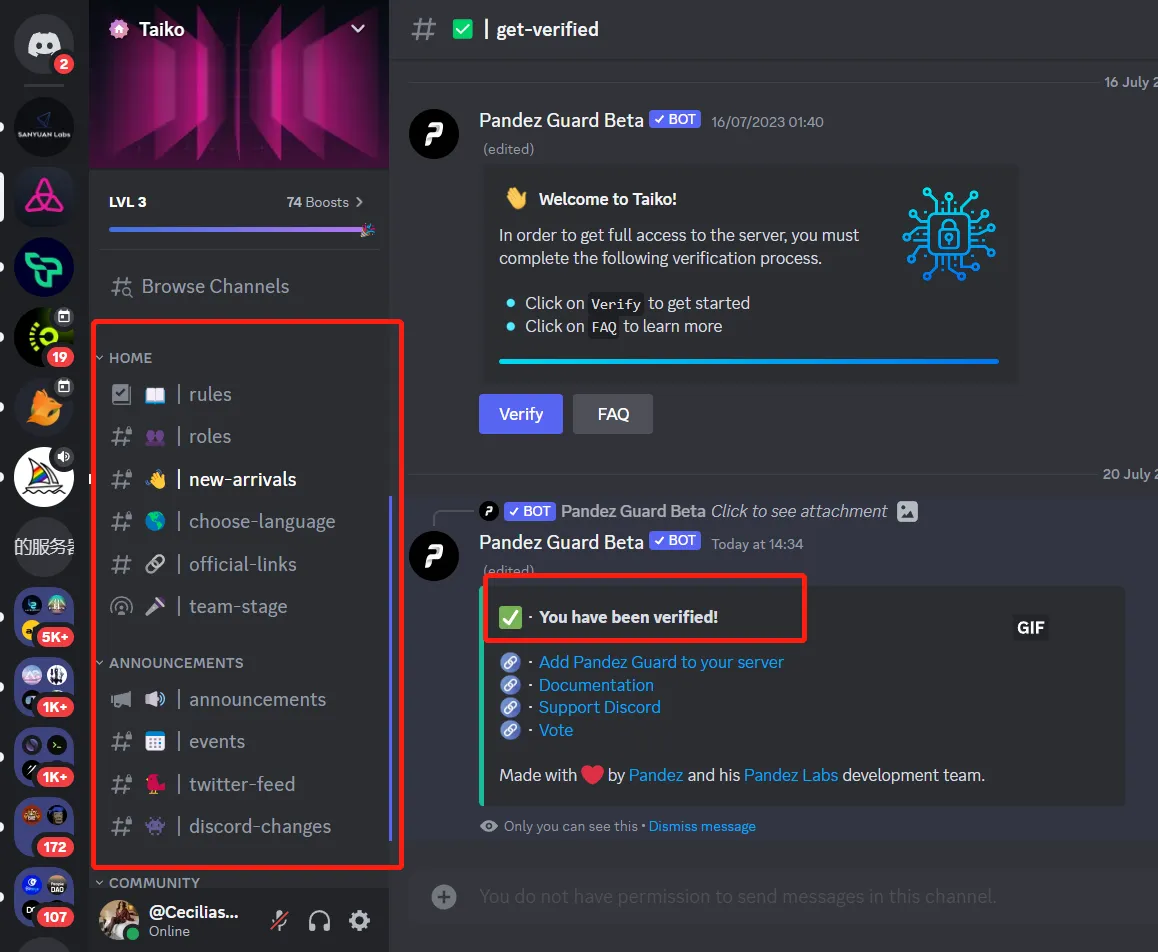 2
SANYUAN Labs
19
的服务器
5K+
1K+
1K+
172
107
Taiko
LVL 3
74 Boosts
Browse Channels
HOME
| rules
| roles
| new-arrivals
| choose-language
| official-links
| team-stage
ANNOUNCEMENTS
| announcements
| events
| twitter-feed
| discord-changes
COMMUNITY
@Cecilias...
Online
# | get-verified
16 July 2
Pandez Guard Beta ✓ BOT 16/07/2023 01:40
(edited)
Welcome to Taiko!
In order to get full access to the server, you must
complete the following verification process.
• Click on Verify to get started
• Click on FAQ to learn more
Verify FAQ
20 July 2
✓ BOT Pandez Guard Beta Click to see attachment
Pandez Guard Beta ✓ BOT Today at 14:34
(edited)
· You have been verified!
GIF
· Add Pandez Guard to your server
· Documentation
· Support Discord
· Vote
Made with ❤ by Pandez and his Pandez Labs development team.
Only you can see this • Dismiss message
You do not have permission to send messages in this channel.